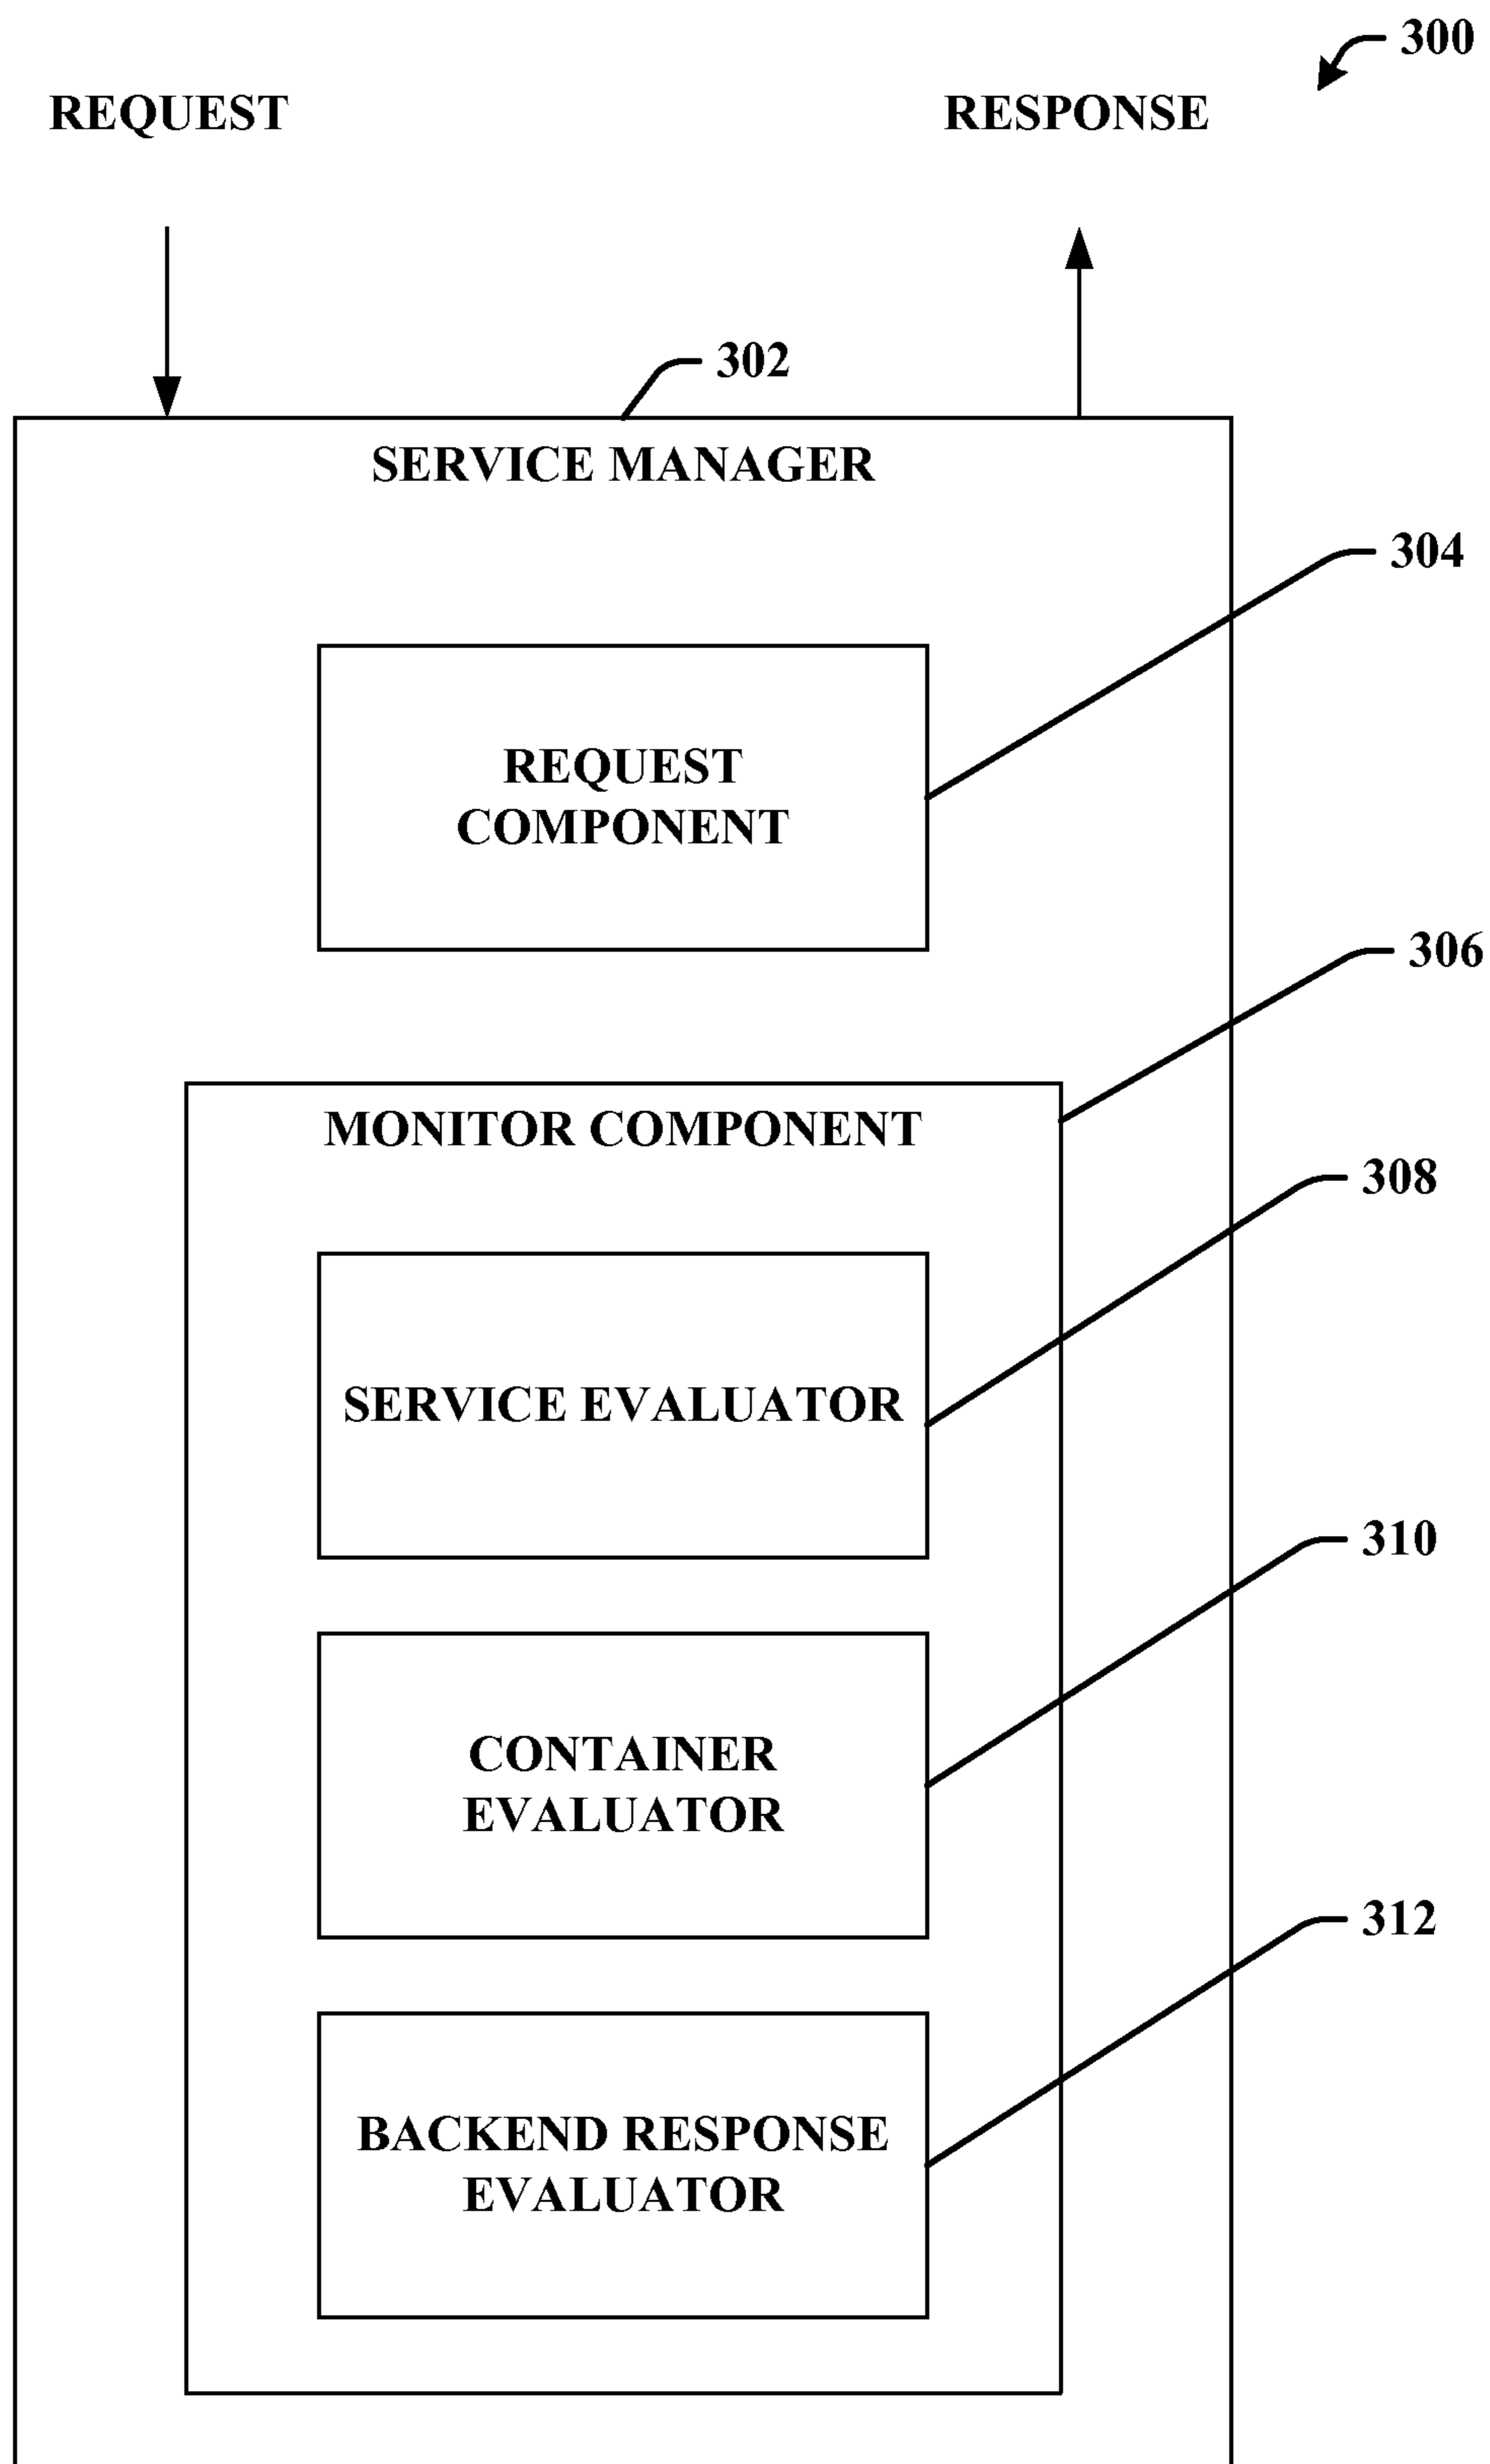 300
REQUEST
RESPONSE
302
SERVICE MANAGER
304
REQUEST
COMPONENT
306
MONITOR COMPONENT
308
SERVICE EVALUATOR
310
CONTAINER
EVALUATOR
312
BACKEND RESPONSE
EVALUATOR